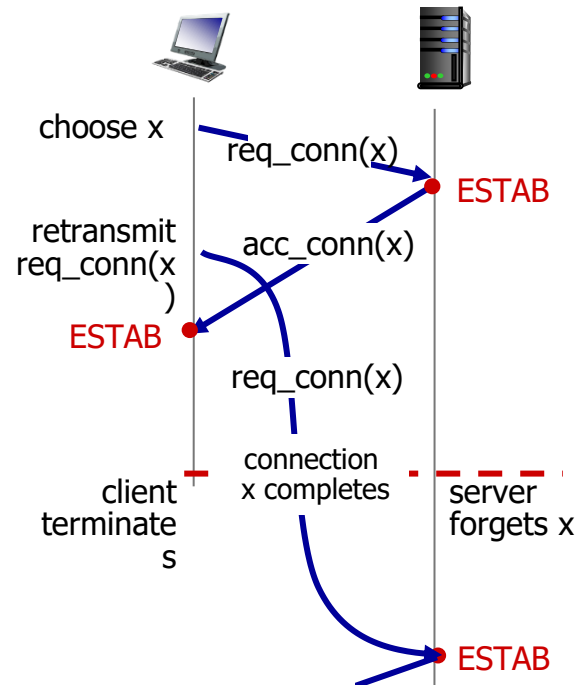 choose x
req_conn(x)
ESTAB
retransmit
req_conn(x
)
acc_conn(x)
ESTAB
req_conn(x)
connection
x completes
client
terminate
s
server
forgets x
ESTAB